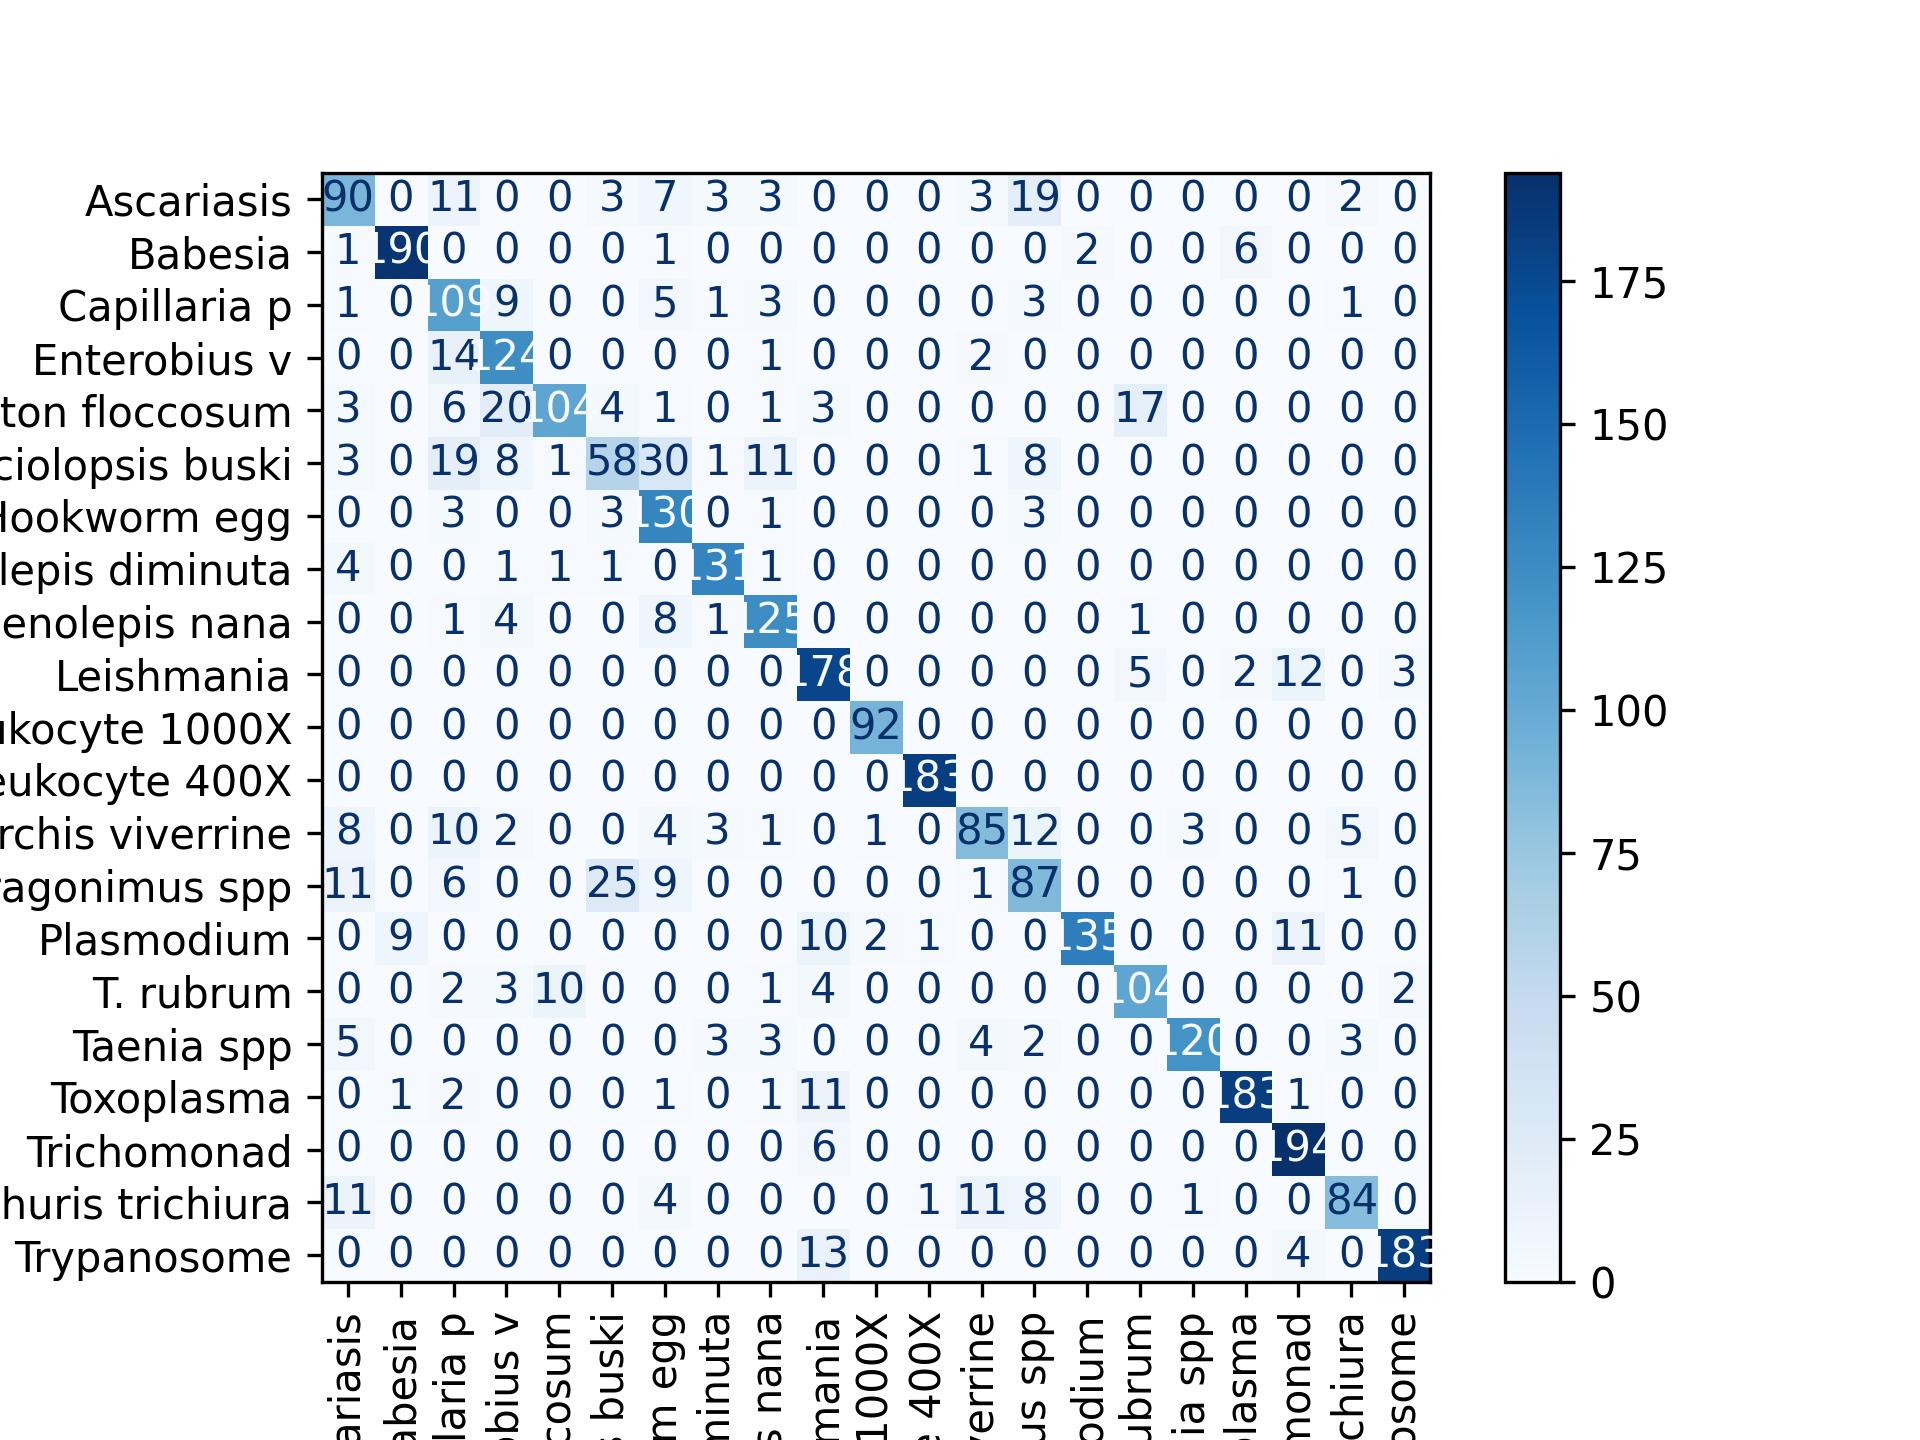 Ascariasis 90 0 11 0 0 3 7 3 3 0 0 0 3 19 0 0 0 0 0 2 0
Babesia 1 190 0 0 0 0 1 0 0 0 0 0 0 0 2 0 0 6 0 0 0
175
Capillaria p 1 0 109 9 0 0 5 1 3 0 0 0 0 3 0 0 0 0 0 1 0
Enterobius v 0 0 14 124 0 0 0 0 1 0 0 0 2 0 0 0 0 0 0 0 0
ton floccosum 3 0 6 20 104 4 1 0 1 3 0 0 0 0 0 17 0 0 0 0 0
150
ciolopsis buski 3 0 19 8 1 58 30 1 11 0 0 0 1 8 0 0 0 0 0 0 0
Hookworm egg 0 0 3 0 0 3 130 0 1 0 0 0 0 3 0 0 0 0 0 0 0
lepis diminuta 4 0 0 1 1 1 0 131 1 0 0 0 0 0 0 0 0 0 0 0 0
125
enolepis nana 0 0 1 4 0 0 8 1 125 0 0 0 0 0 0 1 0 0 0 0 0
Leishmania 0 0 0 0 0 0 0 0 0 178 0 0 0 0 0 5 0 2 12 0 3
100
ukocyte 1000X 0 0 0 0 0 0 0 0 0 0 92 0 0 0 0 0 0 0 0 0 0
eukocyte 400X 0 0 0 0 0 0 0 0 0 0 0 183 0 0 0 0 0 0 0 0 0
rchis viverrine 8 0 10 2 0 0 4 3 1 0 1 0 85 12 0 0 3 0 0 5 0
75
ragonimus spp 11 0 6 0 0 25 9 0 0 0 0 0 1 87 0 0 0 0 0 1 0
Plasmodium 0 9 0 0 0 0 0 0 0 10 2 1 0 0 135 0 0 0 11 0 0
T. rubrum 0 0 2 3 10 0 0 0 1 4 0 0 0 0 0 104 0 0 0 0 2
50
Taenia spp 5 0 0 0 0 0 0 3 3 0 0 0 4 2 0 0 120 0 0 3 0
Toxoplasma 0 1 2 0 0 0 1 0 1 11 0 0 0 0 0 0 0 183 1 0 0
Trichomonad 0 0 0 0 0 0 0 0 0 6 0 0 0 0 0 0 0 0 194 0 0
25
huris trichiura 11 0 0 0 0 0 4 0 0 0 0 1 11 8 0 0 1 0 0 84 0
Trypanosome 0 0 0 0 0 0 0 0 0 13 0 0 0 0 0 0 0 0 4 0 183
0
ariasis
abesia
laria p
obius v
cosum
s buski
m egg
minuta
s nana
mania
1000X
e 400X
verrine
us spp
odium
ubrum
ia spp
plasma
monad
chiura
osome